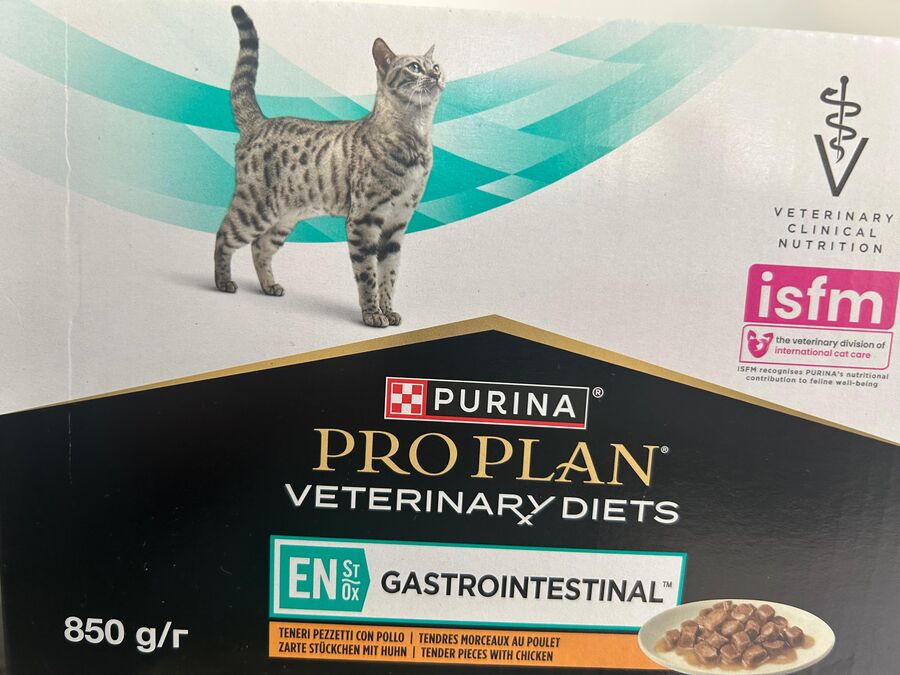 VETERINARY
CLINICAL
NUTRITION
isfm
the veterinary division of
international cat care
ISFM recognises PURINA's nutritional
contribution to feline well-being
PURINA®
PRO PLAN®
VETERINARY DIETS
EN ST OX GASTROINTESTINAL™
TENERI PEZZETTI CON POLLO | TENDRES MORCEAUX AU POULET
ZARTE STÜCKCHEN MIT HUHN | TENDER PIECES WITH CHICKEN
850 g/г